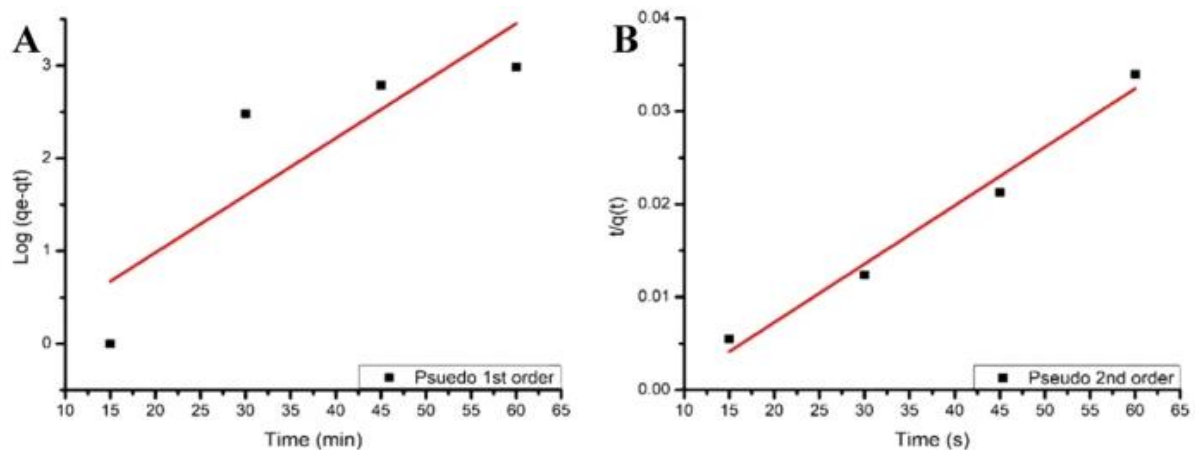 A
Log (qe-qt)
3
2
1
0
Psuedo 1st order
10 15 20 25 30 35 40 45 50 55 60 65
Time (min)
B
t/q(t)
0.04
0.03
0.02
0.01
0.00
Pseudo 2nd order
10 15 20 25 30 35 40 45 50 55 60 65
Time (s)